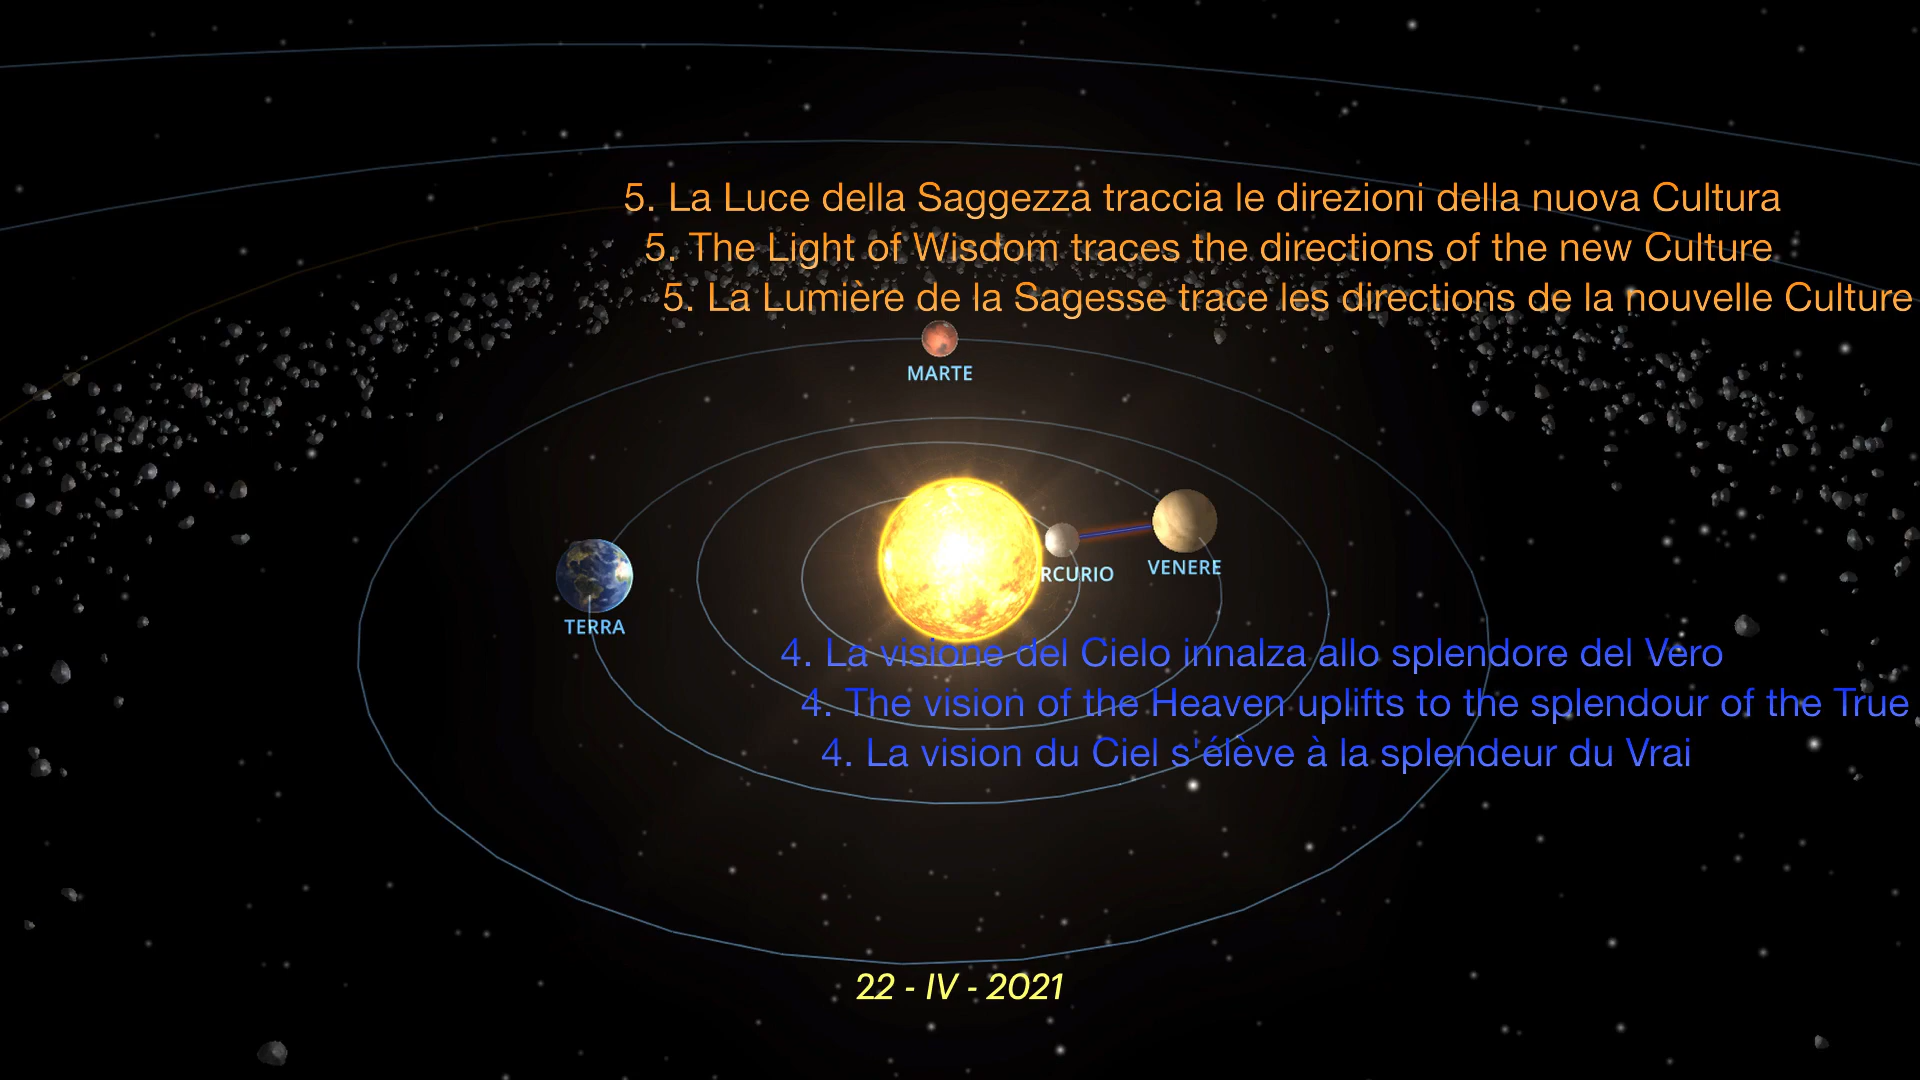 5. La Luce della Saggezza traccia le direzioni della nuova Cultura
5. The Light of Wisdom traces the directions of the new Culture
5. La Lumière de la Sagesse trace les directions de la nouvelle Culture
MARTE
RCURIO
VENERE
TERRA
4. La visione del Cielo innalza allo splendore del Vero
4. The vision of the Heaven uplifts to the splendour of the True
4. La vision du Ciel s'élève à la splendeur du Vrai
22 - IV - 2021